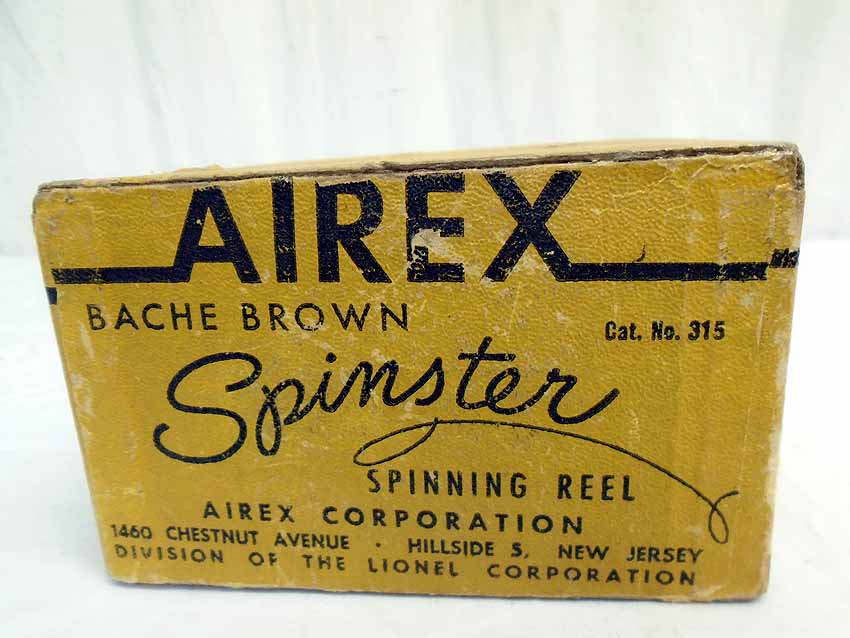 AIREX
BACHE BROWN
Cat. No. 315
Spinster
SPINNING REEL
AIREX CORPORATION
1460 CHESTNUT AVENUE · HILLSIDE 5, NEW JERSEY
DIVISION OF THE LIONEL CORPORATION